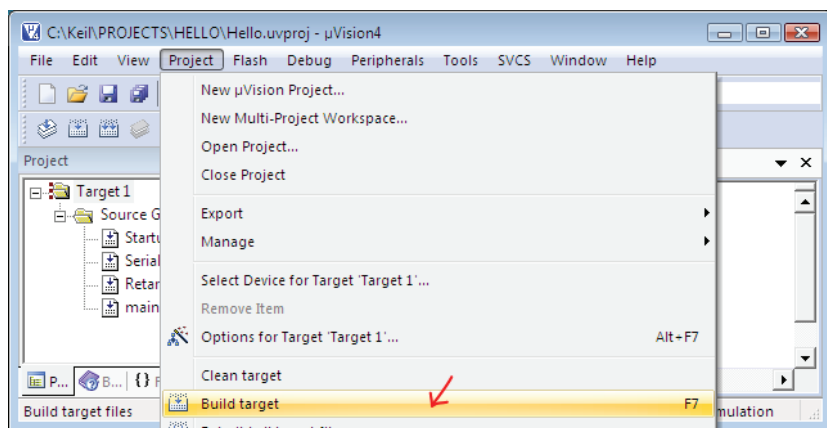 C:\Keil\PROJECTS\HELLO\Hello.uvproj - µVision4
File Edit View Project Flash Debug Peripherals Tools SVCS Window Help
New µVision Project...
New Multi-Project Workspace...
Open Project...
Close Project
Project
Target 1
Source G
Export
Startu
Manage
Serial
Select Device for Target 'Target 1'...
Retar
Remove Item
main
Options for Target 'Target 1'... Alt+F7
Clean target
P... B... {} F
Build target F7
Build target files mulation